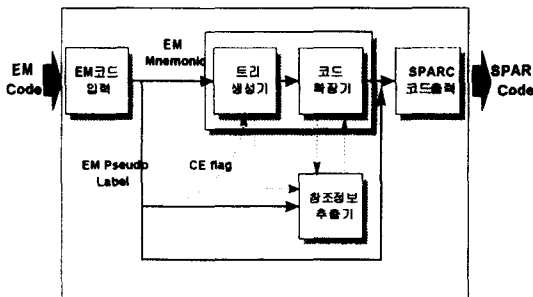 EM
Code
EM코드
입력
EM
Mnemonic
트리
생성기
코드
확장기
SPARC
코드출력
SPAR
Code
EM Pseudo
Label
CE flag
참조정보
추출기